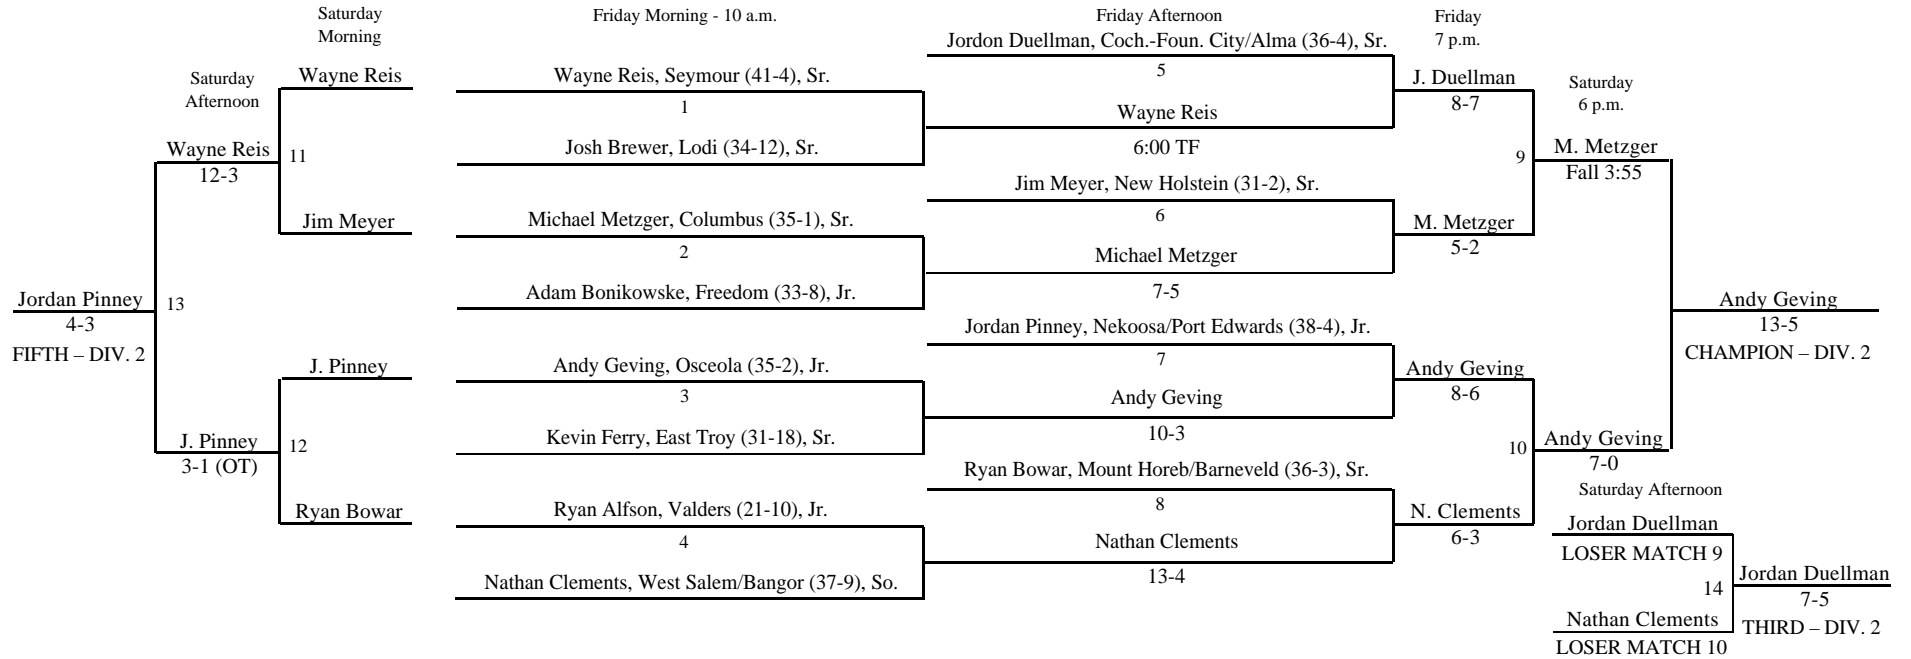 Saturday
Morning
Friday Morning - 10 a.m.
Friday Afternoon
Friday
7 p.m.
Jordon Duellman, Coch.-Foun. City/Alma (36-4), Sr.
Saturday
Afternoon
Wayne Reis
Wayne Reis, Seymour (41-4), Sr.
5
J. Duellman
8-7
Saturday
6 p.m.
1
Wayne Reis
Wayne Reis
12-3
11
Josh Brewer, Lodi (34-12), Sr.
6:00 TF
9
M. Metzger
Fall 3:55
Jim Meyer, New Holstein (31-2), Sr.
Jim Meyer
Michael Metzger, Columbus (35-1), Sr.
6
M. Metzger
5-2
2
Michael Metzger
Jordan Pinney
4-3
FIFTH – DIV. 2
13
Adam Bonikowske, Freedom (33-8), Jr.
7-5
Andy Geving
13-5
CHAMPION – DIV. 2
Jordan Pinney, Nekoosa/Port Edwards (38-4), Jr.
J. Pinney
Andy Geving, Osceola (35-2), Jr.
7
Andy Geving
8-6
3
Andy Geving
J. Pinney
3-1 (OT)
12
Kevin Ferry, East Troy (31-18), Sr.
10-3
10
Andy Geving
7-0
Ryan Bowar, Mount Horeb/Barneveld (36-3), Sr.
Saturday Afternoon
Ryan Bowar
Ryan Alfson, Valders (21-10), Jr.
8
N. Clements
6-3
Jordan Duellman
LOSER MATCH 9
4
Nathan Clements
Nathan Clements, West Salem/Bangor (37-9), So.
13-4
14
Jordan Duellman
7-5
THIRD – DIV. 2
Nathan Clements
LOSER MATCH 10